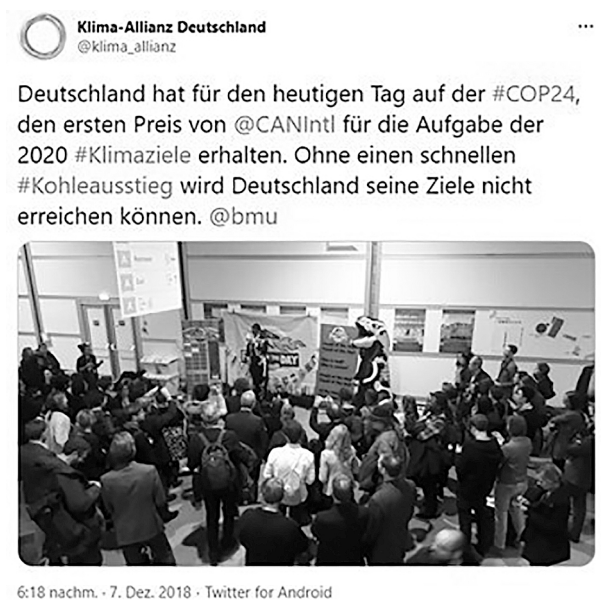 Klima-Allianz Deutschland
@klima_allianz
Deutschland hat für den heutigen Tag auf der #COP24,
den ersten Preis von @CANIntl für die Aufgabe der
2020 #Klimaziele erhalten. Ohne einen schnellen
#Kohleausstieg wird Deutschland seine Ziele nicht
erreichen können. @bmu
DAY
6:18 nachm. · 7. Dez. 2018 · Twitter for Android